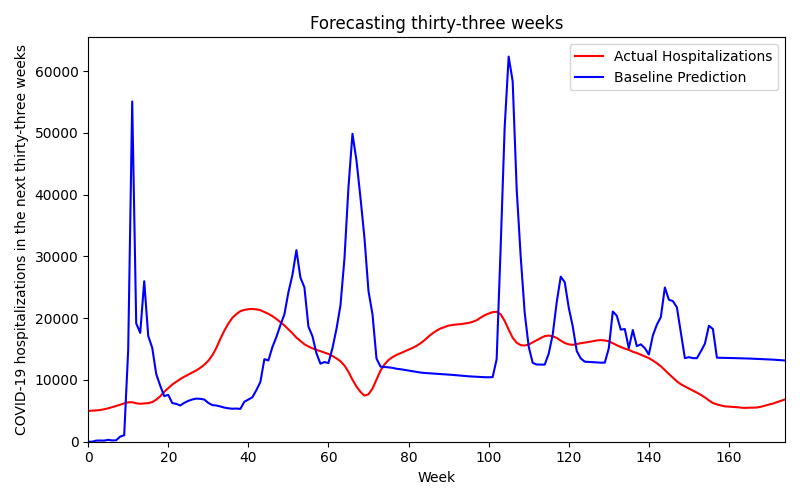 Forecasting thirty-three weeks
COVID-19 hospitalizations in the next thirty-three weeks
60000
50000
40000
30000
20000
10000
0
Actual Hospitalizations
Baseline Prediction
0 20 40 60 80 100 120 140 160
Week